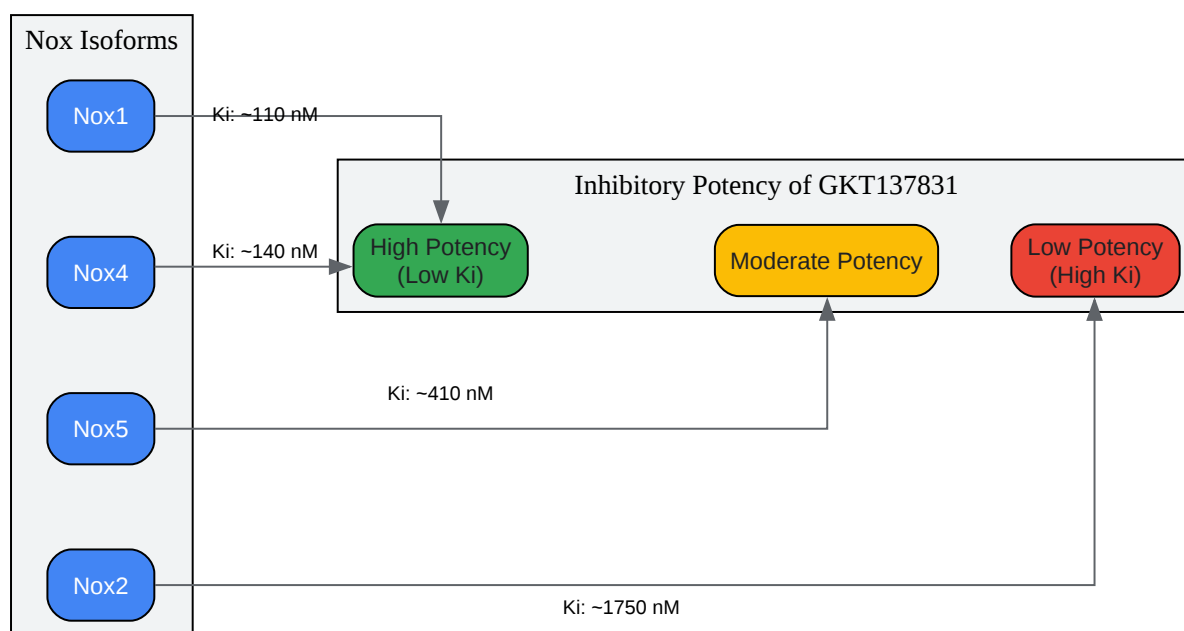 Nox Isoforms
Nox1
Ki: ~110 nM
Inhibitory Potency of GKT137831
Nox4
Ki: ~140 nM
High Potency
(Low Ki)
Moderate Potency
Low Potency
(High Ki)
Nox5
Ki: ~410 nM
Nox2
Ki: ~1750 nM